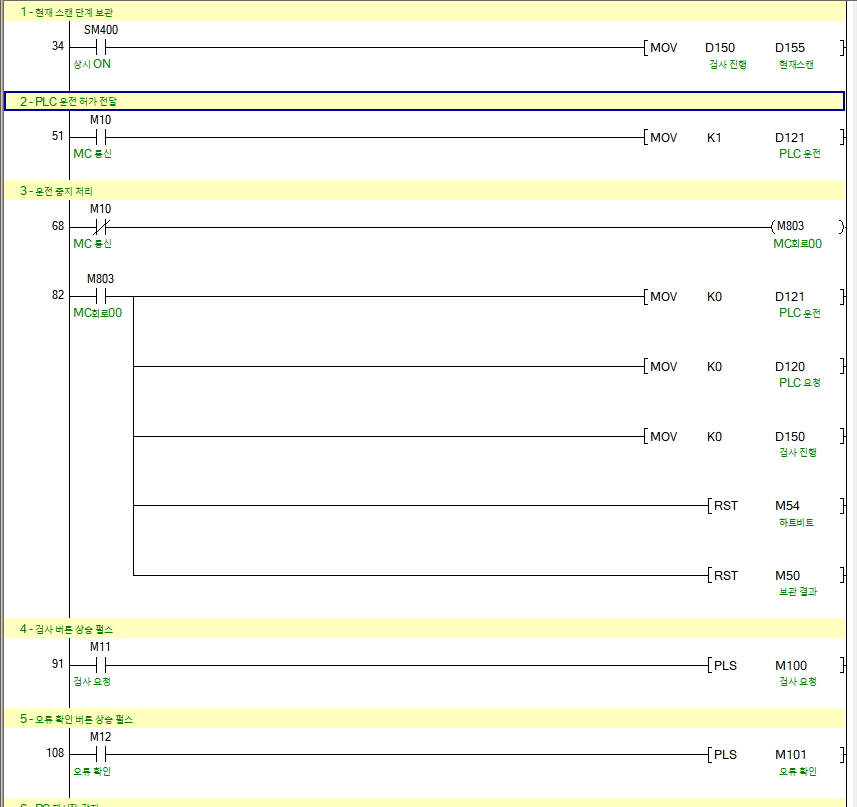 1 - 현재 스캔 단계 보관
SM400
34 MOV D150 D155
상시 ON 검사 진행 현재스캔
2 - PLC 운전 허가 전달
M10
51 MOV K1 D121
MC 통신 PLC 운전
3 - 운전 중지 처리
M10
68 M803
MC 통신 MC회로00
M803
82 MOV K0 D121
MC회로00 PLC 운전
MOV K0 D120
PLC 요청
MOV K0 D150
검사 진행
RST M54
하트비트
RST M50
보관 결과
4 - 검사 버튼 상승 펄스
M11
91 PLS M100
검사 요청 검사 요청
5 - 오류 확인 버튼 상승 펄스
M12
108 PLS M101
오류 확인 오류 확인